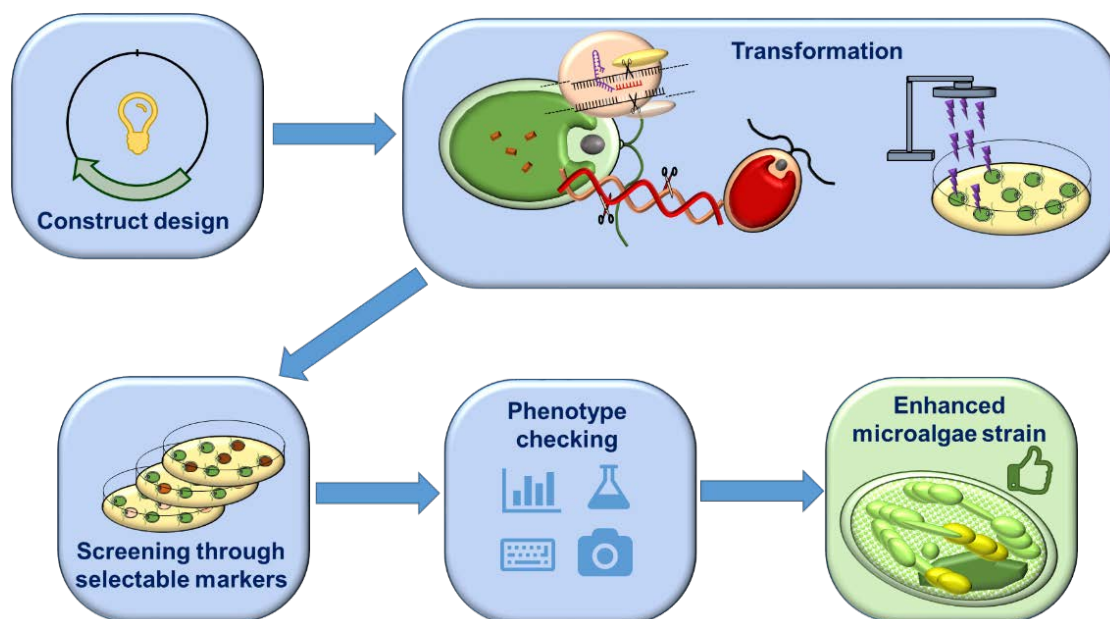 Construct design
Transformation
Screening through
selectable markers
Phenotype
checking
Enhanced
microalgae strain